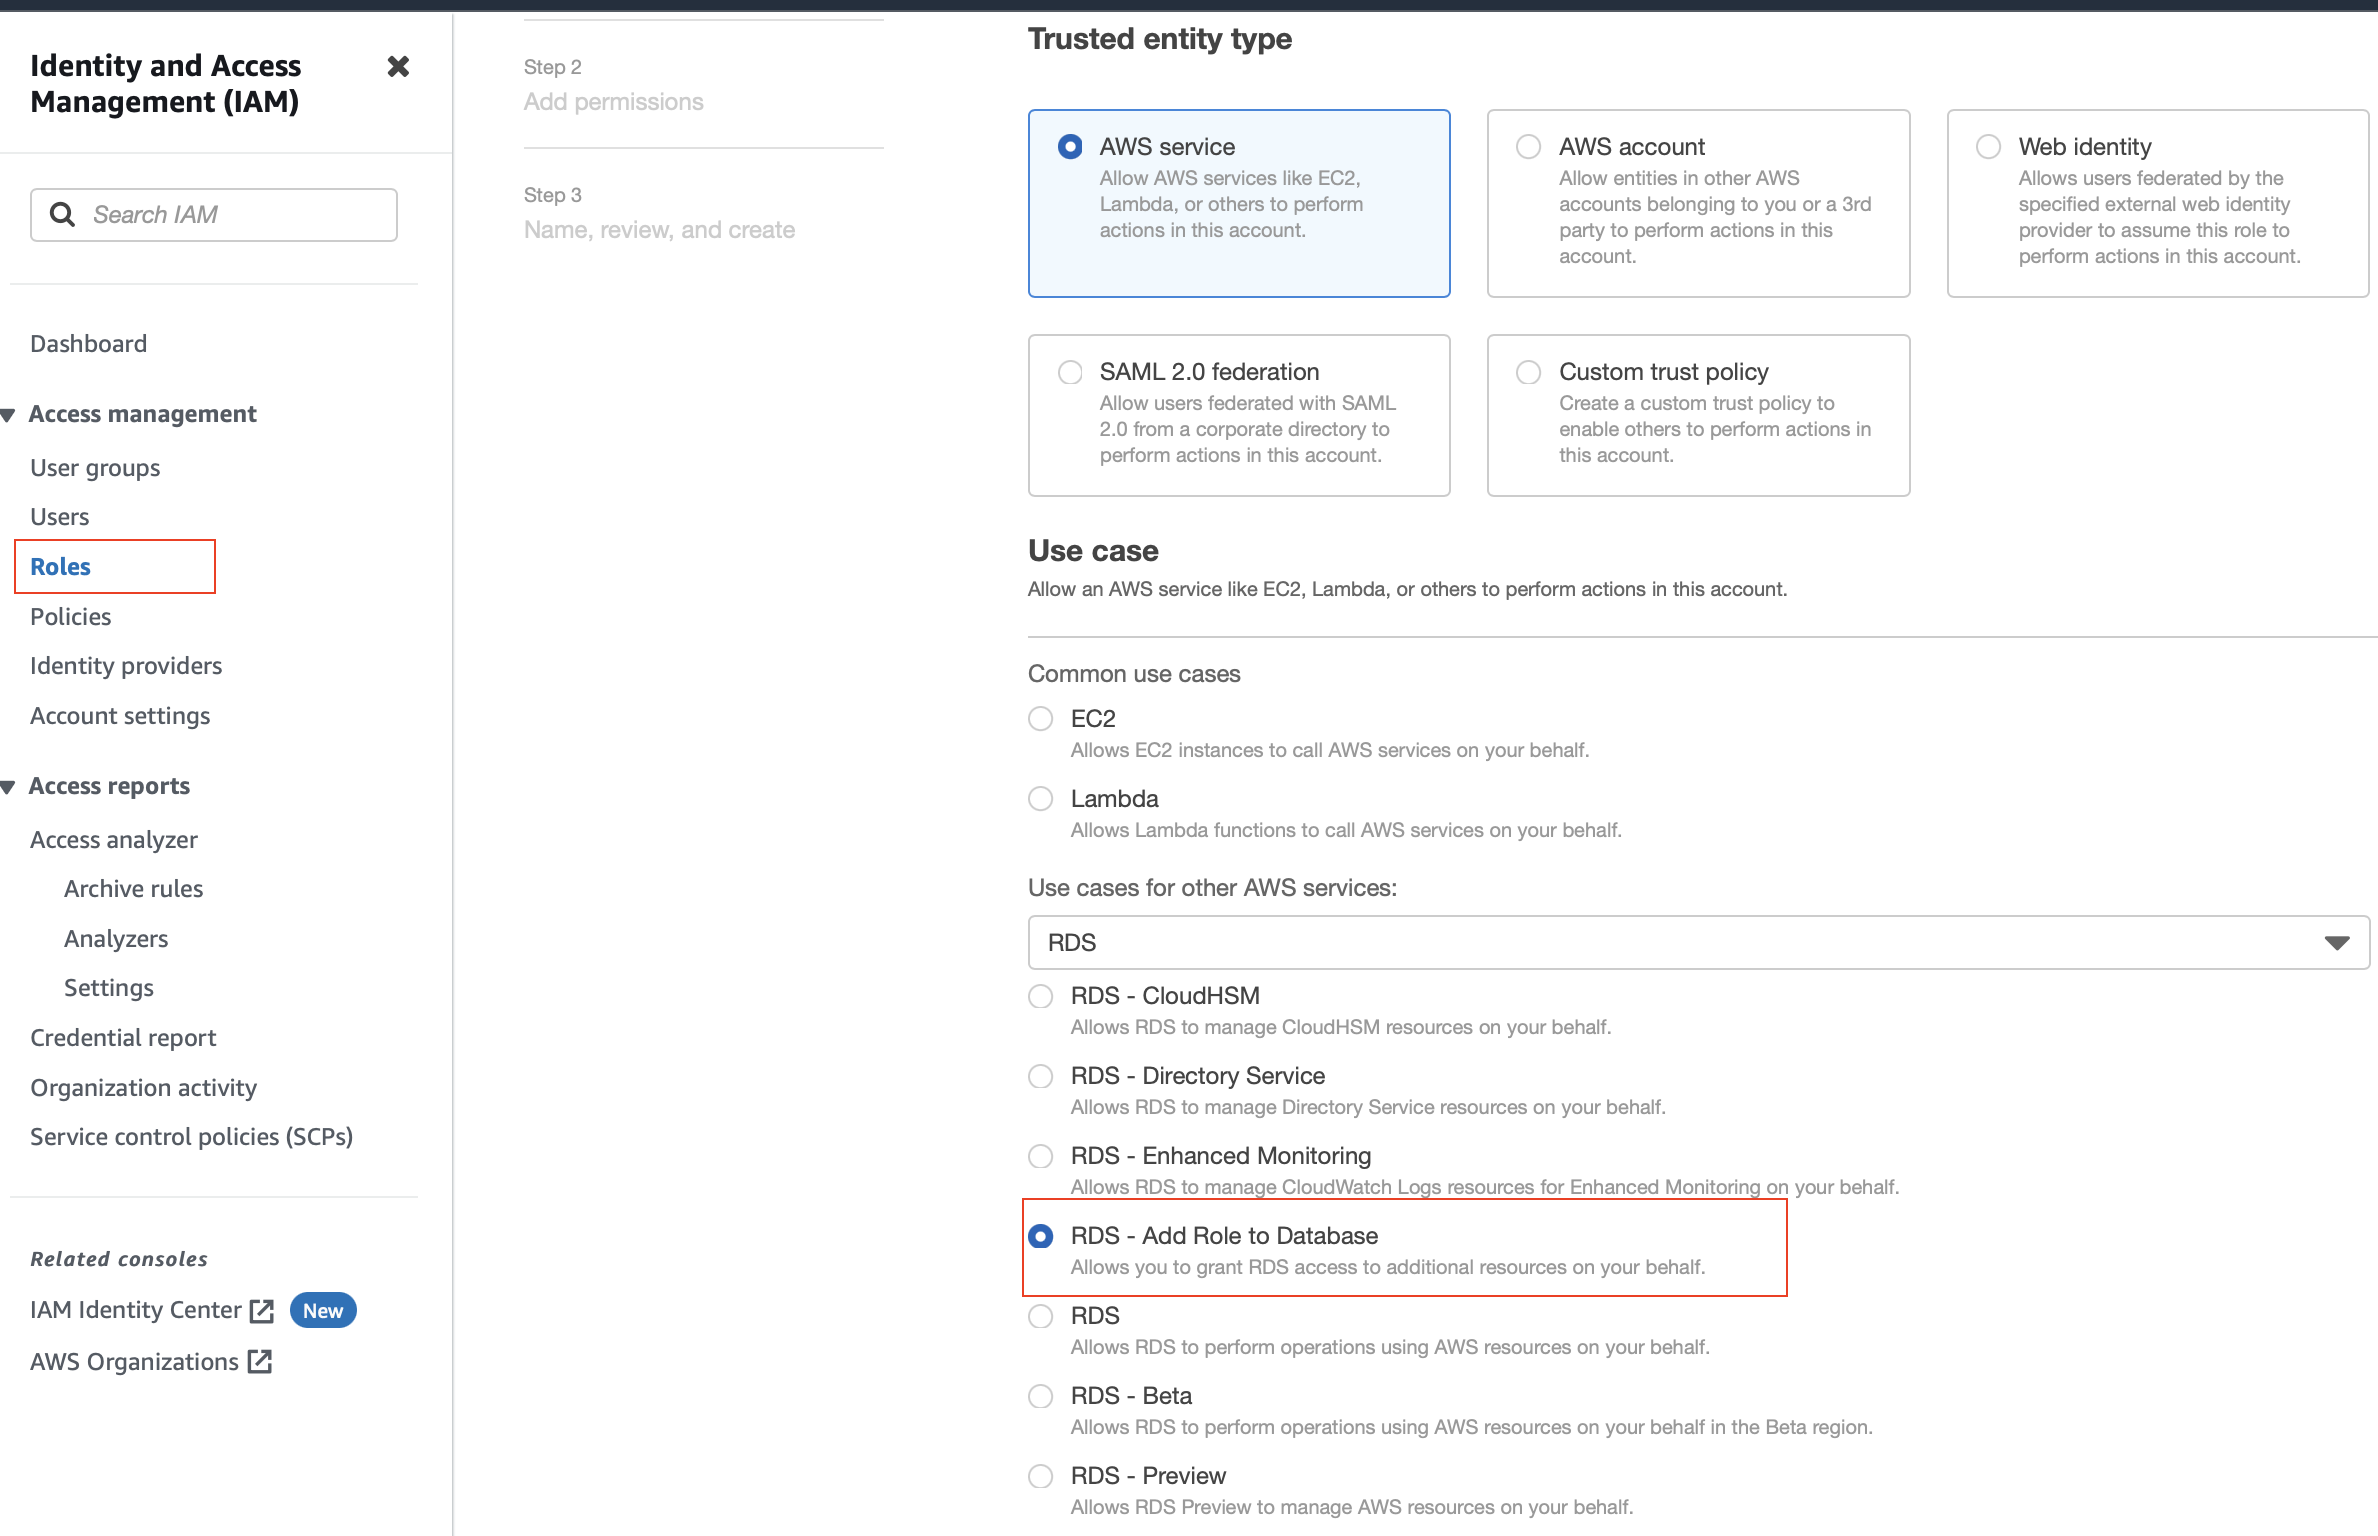 Identity and Access
Management (IAM)
Search IAM
Dashboard
Access management
User groups
Users
Roles
Policies
Identity providers
Account settings
Access reports
Access analyzer
Archive rules
Analyzers
Settings
Credential report
Organization activity
Service control policies (SCPs)
Related consoles
IAM Identity Center New
AWS Organizations
Step 2
Add permissions
Step 3
Name, review, and create
Trusted entity type
AWS service
Allow AWS services like EC2,
Lambda, or others to perform
actions in this account.
AWS account
Allow entities in other AWS
accounts belonging to you or a 3rd
party to perform actions in this
account.
Web identity
Allows users federated by the
specified external web identity
provider to assume this role to
perform actions in this account.
SAML 2.0 federation
Allow users federated with SAML
2.0 from a corporate directory to
perform actions in this account.
Custom trust policy
Create a custom trust policy to
enable others to perform actions in
this account.
Use case
Allow an AWS service like EC2, Lambda, or others to perform actions in this account.
Common use cases
EC2
Allows EC2 instances to call AWS services on your behalf.
Lambda
Allows Lambda functions to call AWS services on your behalf.
Use cases for other AWS services:
RDS
RDS - CloudHSM
Allows RDS to manage CloudHSM resources on your behalf.
RDS - Directory Service
Allows RDS to manage Directory Service resources on your behalf.
RDS - Enhanced Monitoring
Allows RDS to manage CloudWatch Logs resources for Enhanced Monitoring on your behalf.
RDS - Add Role to Database
Allows you to grant RDS access to additional resources on your behalf.
RDS
Allows RDS to perform operations using AWS resources on your behalf.
RDS - Beta
Allows RDS to perform operations using AWS resources on your behalf in the Beta region.
RDS - Preview
Allows RDS Preview to manage AWS resources on your behalf.